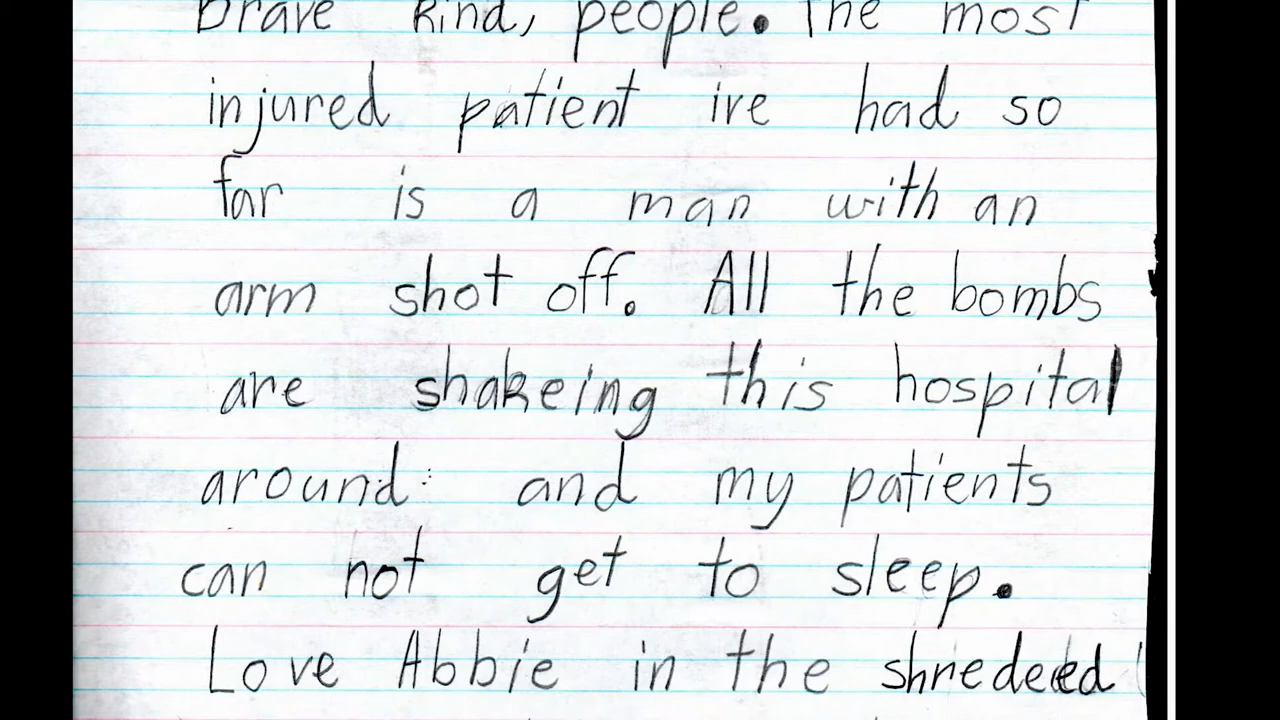 brave kind, people. The most
injured patient ive had so
far is a man with an
arm shot off. All the bombs
are shakeing this hospital
around and my patients
can not get to sleep.
Love Abbie in the shredeed